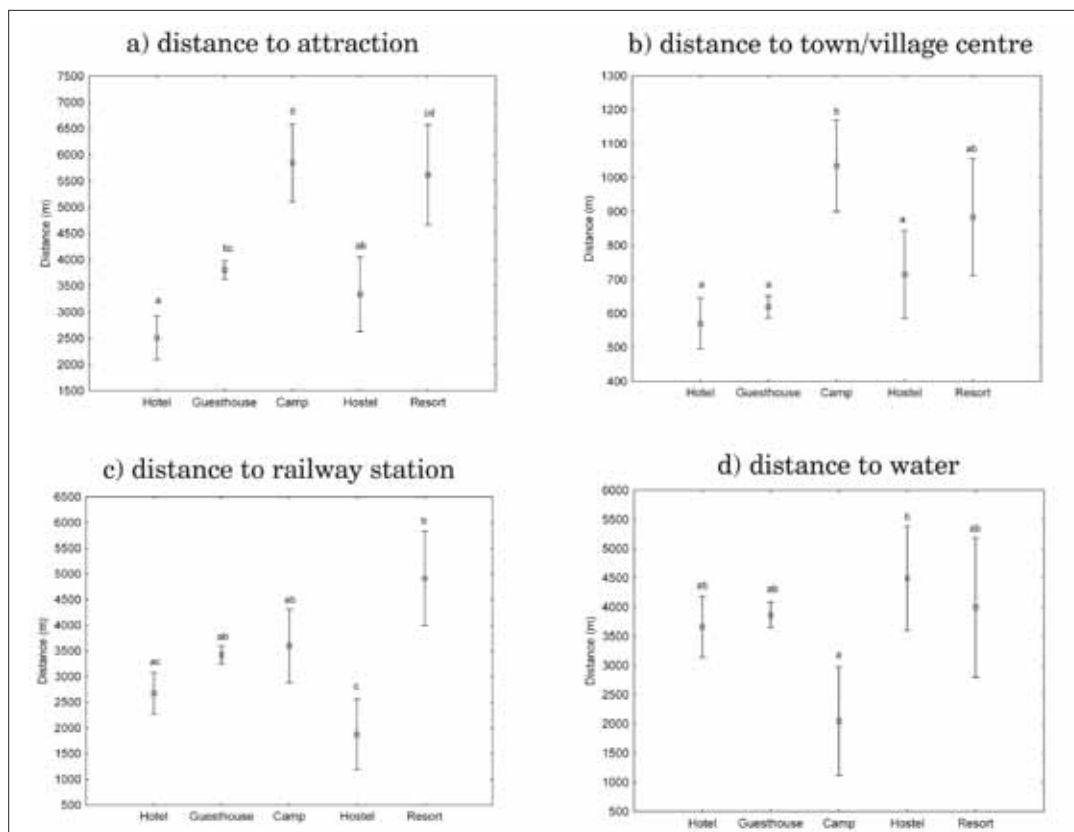 a) distance to attraction
7500
7000
6500
6000
5500
5000
4500
4000
3500
3000
2500
2000
1500
Distance (m)
a
bc
ab
Hotel
Guesthouse
Camp
Hostel
Resort
b) distance to town/village centre
1300
1200
1100
1000
900
800
700
600
500
400
Distance (m)
a
a
b
a
ab
Hotel
Guesthouse
Camp
Hostel
Resort
c) distance to railway station
6500
6000
5500
5000
4500
4000
3500
3000
2500
2000
1500
1000
500
Distance (m)
ac
ab
ab
c
b
Hotel
Guesthouse
Camp
Hostel
Resort
d) distance to water
6000
5500
5000
4500
4000
3500
3000
2500
2000
1500
1000
500
Distance (m)
ab
ab
a
b
ab
Hotel
Guesthouse
Camp
Hostel
Resort